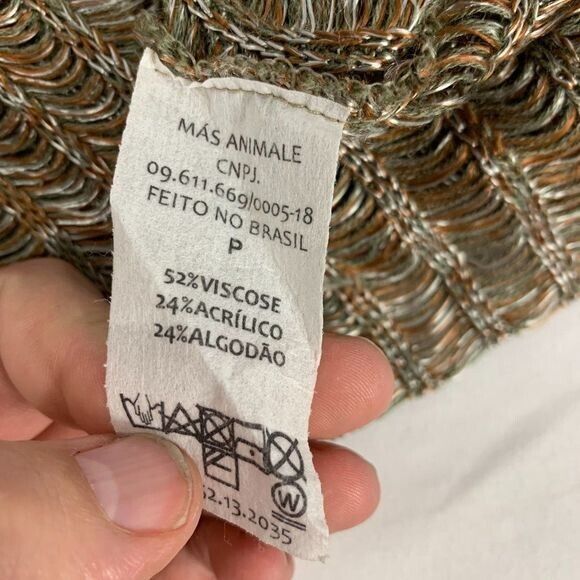 MÁS ANIMALE
CNPJ.
09.611.669/0005-18
FEITO NO BRASIL
P
52%VISCOSE
24%ACRÍLICO
24%ALGODÃO
W
62.13.2035